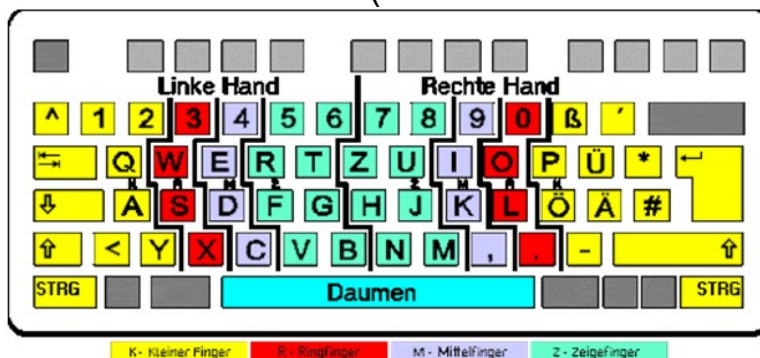 (
Linke Hand Rechte Hand
^ 1 2 3 4 5 6 7 8 9 0 ß ´
Q W E R T Z U I O P Ü *
K R M Z Z M R K
A S D F G H J K L Ö Ä #
< Y X C V B N M , . -
STRG Daumen STRG
K - Kleiner Finger R - Ringfinger M - Mittelfinger Z - Zeigefinger